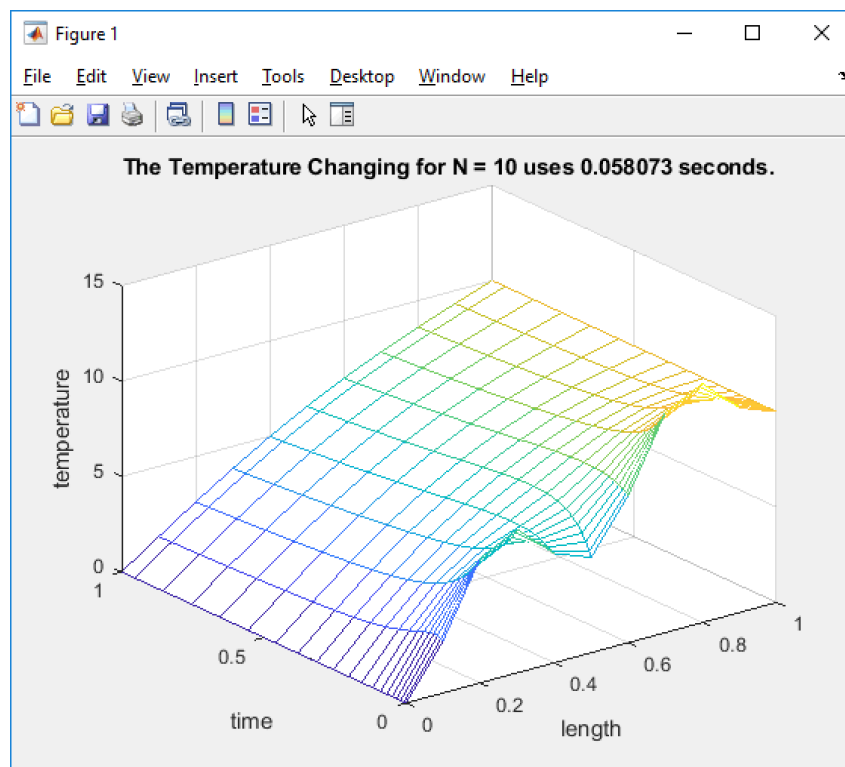 Figure 1
File Edit View Insert Tools Desktop Window Help
The Temperature Changing for N = 10 uses 0.058073 seconds.
15
10
5
0
temperature
1
0.5
0
time
0
0.2
0.4
0.6
0.8
1
length